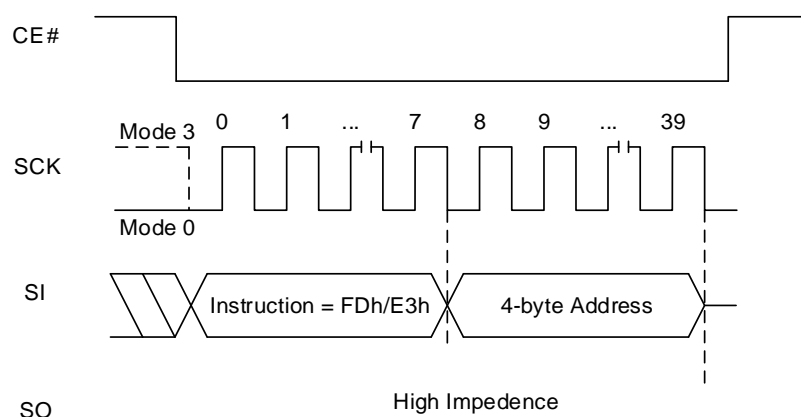 CE#
0 1 ... 7 8 9 ... 39
Mode 3
SCK
Mode 0
SI
Instruction = FDh/E3h
4-byte Address
High Impedence
SO